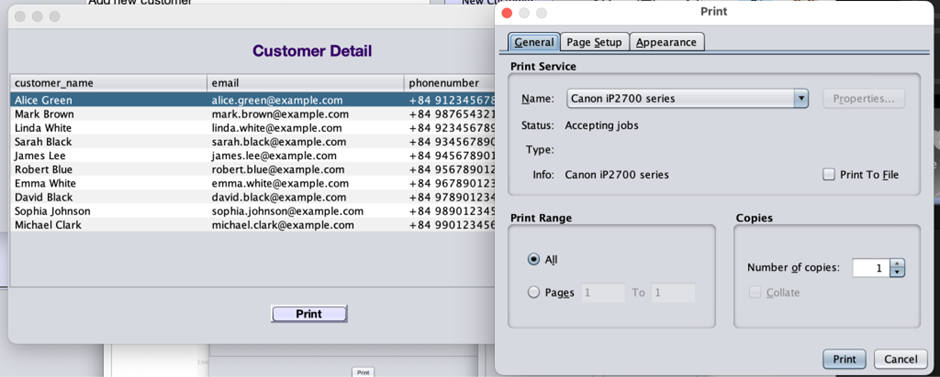 Add new customer
New Customer
Customer Detail
customer_name email phonenumber
Alice Green alice.green@example.com +84 912345678
Mark Brown mark.brown@example.com +84 987654321
Linda White linda.white@example.com +84 923456789
Sarah Black sarah.black@example.com +84 934567890
James Lee james.lee@example.com +84 945678901
Robert Blue robert.blue@example.com +84 956789012
Emma White emma.white@example.com +84 967890123
David Black david.black@example.com +84 978901234
Sophia Johnson sophia.johnson@example.com +84 989012345
Michael Clark michael.clark@example.com +84 990123456
Print
Print
Print
General Page Setup Appearance
Print Service
Name: Canon iP2700 series Properties...
Status: Accepting jobs
Type:
Info: Canon iP2700 series Print To File
Print Range
All
Pages 1 To 1
Copies
Number of copies: 1
Collate
Print Cancel